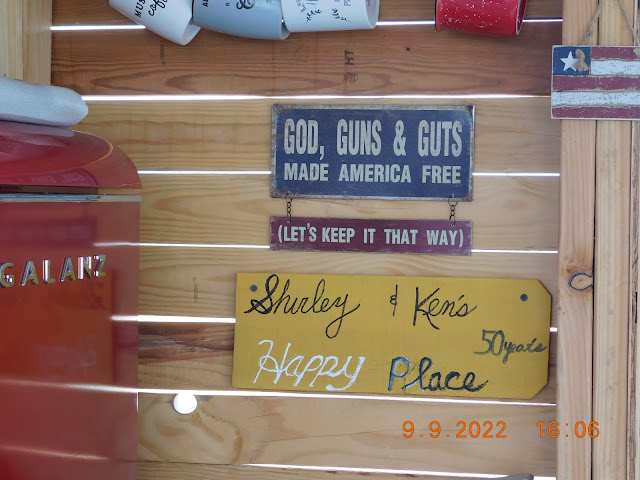 GOD, GUNS & GUTS
MADE AMERICA FREE
(LET'S KEEP IT THAT WAY)
GALANZ
Shirley & Ken's
50 years
Happy Place
9.9.2022 16:06